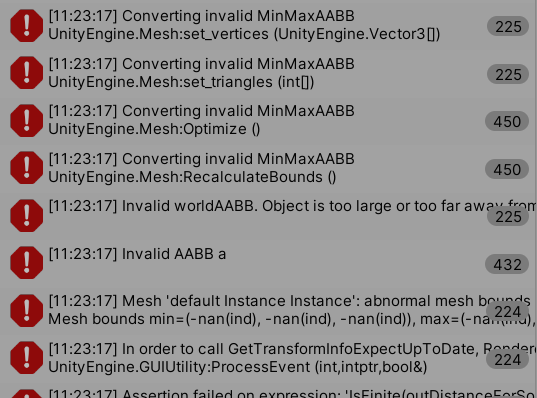 [11:23:17] Converting invalid MinMaxAABB
UnityEngine.Mesh:set_vertices (UnityEngine.Vector3[])
225
[11:23:17] Converting invalid MinMaxAABB
UnityEngine.Mesh:set_triangles (int[])
225
[11:23:17] Converting invalid MinMaxAABB
UnityEngine.Mesh:Optimize ()
450
[11:23:17] Converting invalid MinMaxAABB
UnityEngine.Mesh:RecalculateBounds ()
450
[11:23:17] Invalid worldAABB. Object is too large or too far away from
225
[11:23:17] Invalid AABB a
432
[11:23:17] Mesh 'default Instance Instance': abnormal mesh bounds
Mesh bounds min=(-nan(ind), -nan(ind), -nan(ind)), max=(-nan(ind),
224
[11:23:17] In order to call GetTransformInfoExpectUpToDate, Rendere
UnityEngine.GUIUtility:ProcessEvent (int,intptr,bool&)
224
[11:23:17] Assertion failed on expression: 'IsFinite(outDistanceForSo